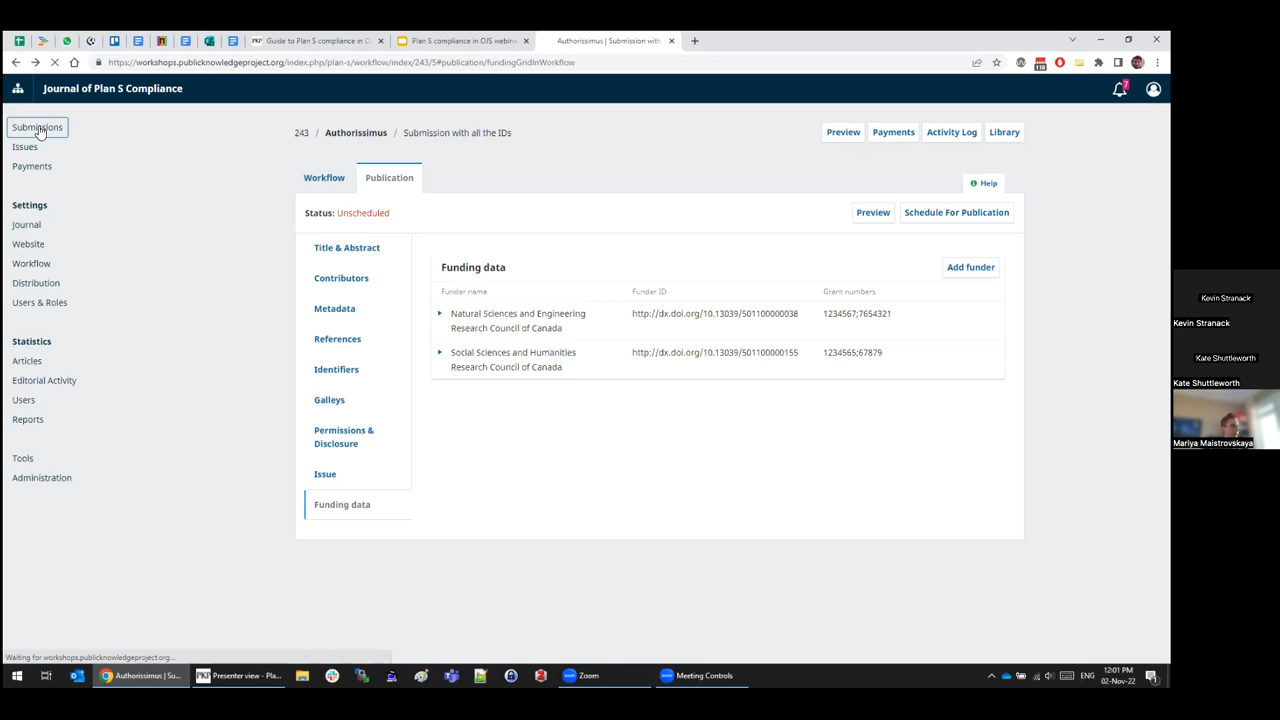 Guide to Plan S compliance in O
Plan S compliance in OJS webina
Authorissimus | Submission with
https://workshops.publicknowledgeproject.org/index.php/plan-s/workflow/index/243/5#publication/fundingGridInWorkflow
118
Journal of Plan S Compliance
7
Submissions
Issues
Payments
Settings
Journal
Website
Workflow
Distribution
Users & Roles
Statistics
Articles
Editorial Activity
Users
Reports
Tools
Administration
243 / Authorissimus / Submission with all the IDs
Preview
Payments
Activity Log
Library
Workflow
Publication
Help
Status: Unscheduled
Preview
Schedule For Publication
Title & Abstract
Contributors
Metadata
References
Identifiers
Galleys
Permissions &
Disclosure
Issue
Funding data
Funding data
Add funder
Funder name
Funder ID
Grant numbers
Natural Sciences and Engineering
Research Council of Canada
http://dx.doi.org/10.13039/501100000038
1234567;7654321
Social Sciences and Humanities
Research Council of Canada
http://dx.doi.org/10.13039/501100000155
1234565;67879
Kevin Stranack
Kevin Stranack
Kate Shuttleworth
Kate Shuttleworth
Mariya Maistrovskaya
Waiting for workshops.publicknowledgeproject.org...
Authorissimus | Su...
PKP
Presenter view - Pla...
Zoom
Meeting Controls
ENG
12:01 PM
02-Nov-22